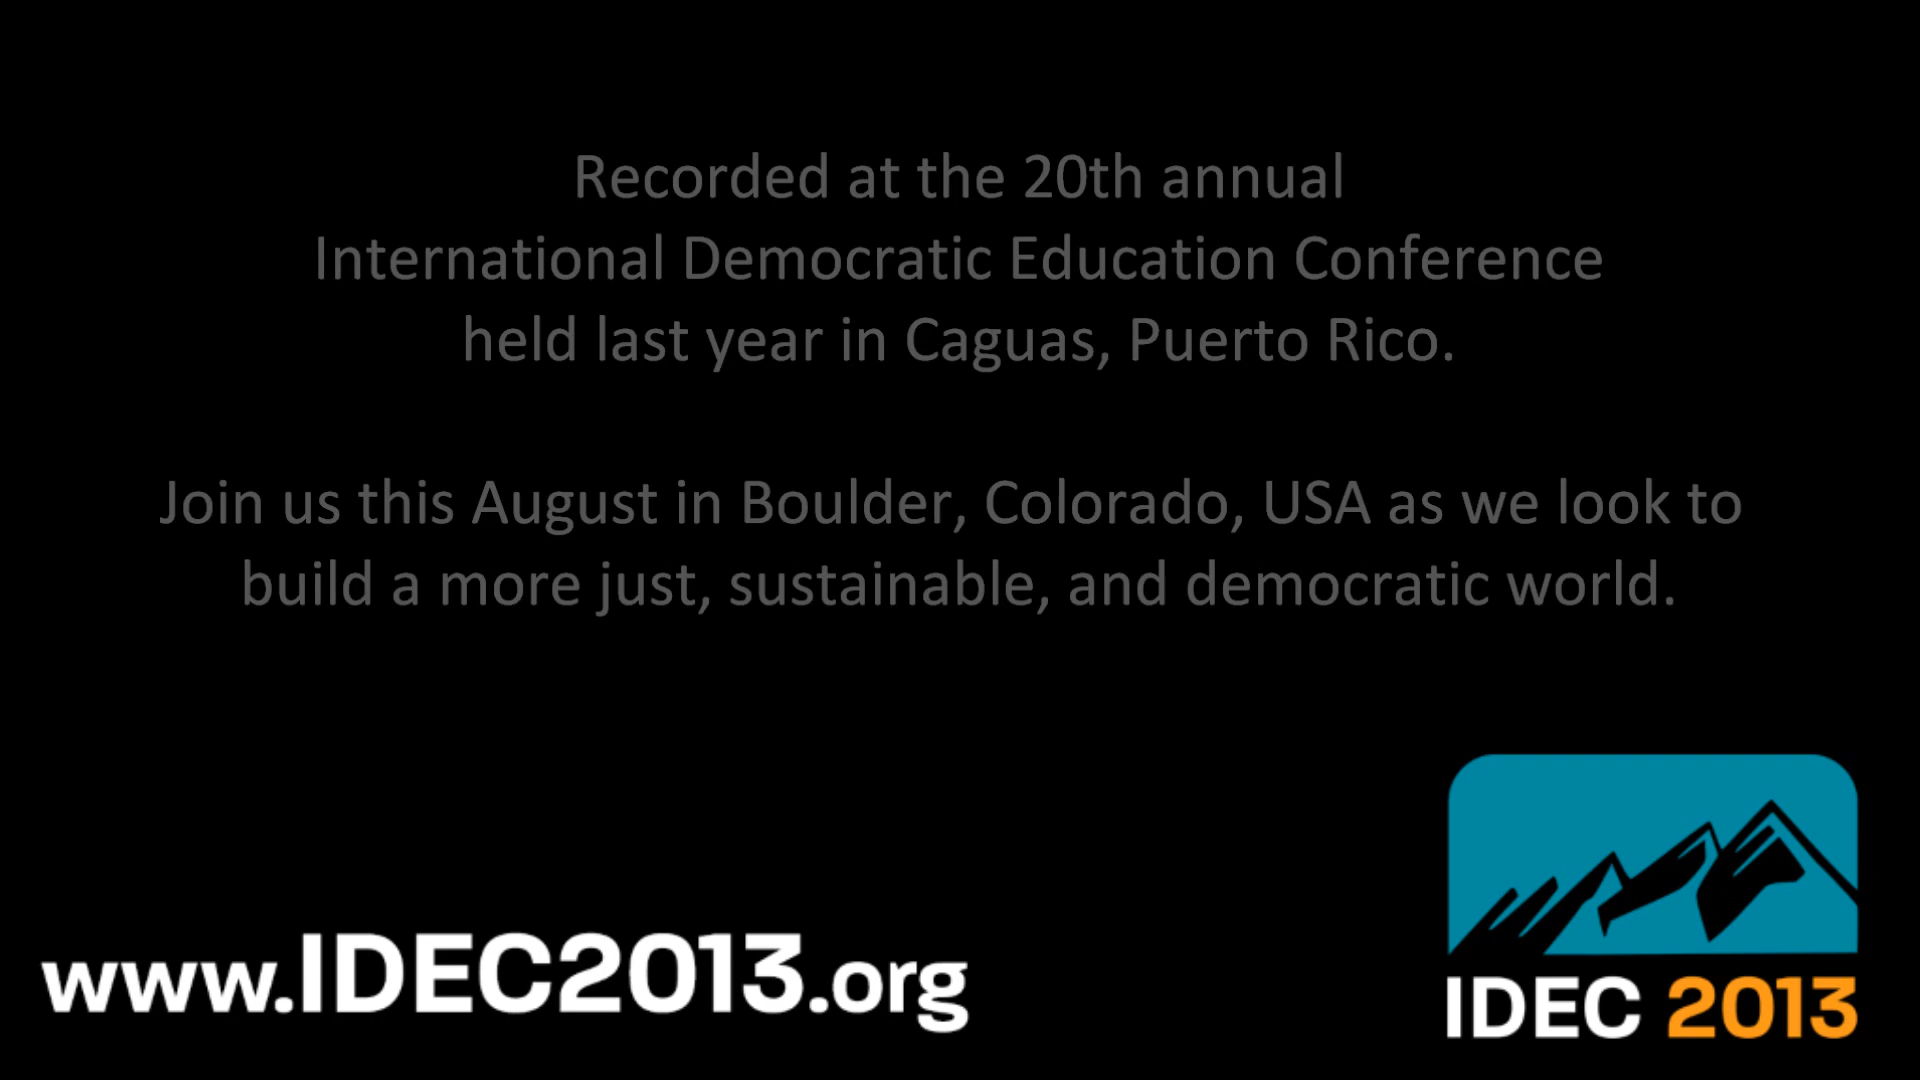 Recorded at the 20th annual
International Democratic Education Conference
held last year in Caguas, Puerto Rico.
Join us this August in Boulder, Colorado, USA as we look to
build a more just, sustainable, and democratic world.
www.IDEC2013.org
IDEC 2013